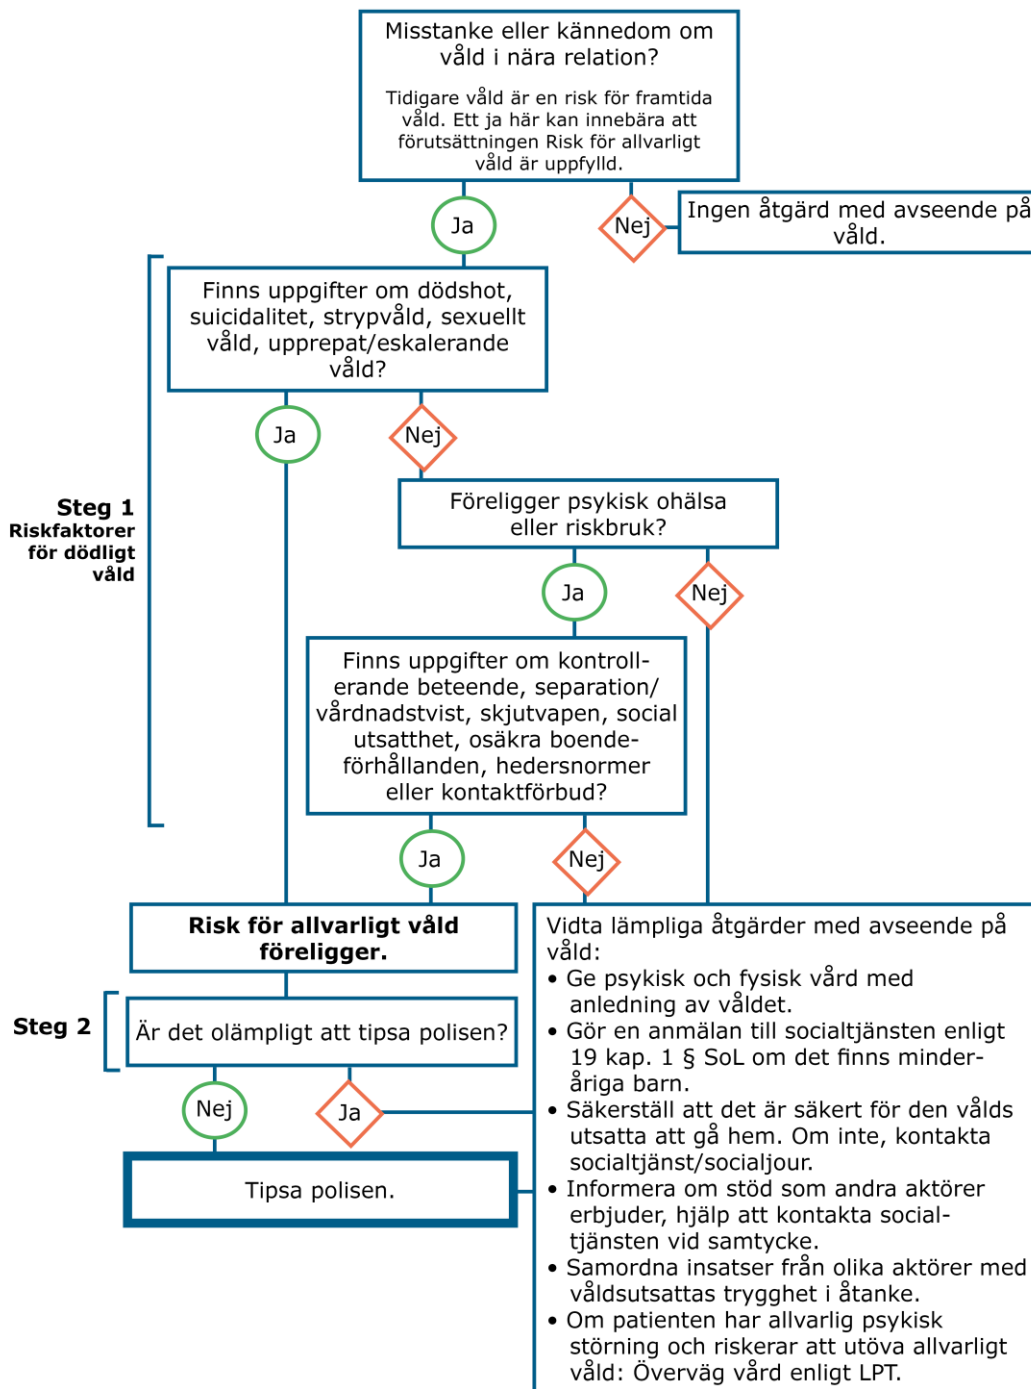 Misstanke eller kännedom om
våld i nära relation?
Tidigare våld är en risk för framtida
våld. Ett ja här kan innebära att
förutsättningen Risk för allvarligt
våld är uppfylld.
Ja
Nej
Ingen åtgärd med avseende på
våld.
Finns uppgifter om dödshot,
suicidalitet, strypvåld, sexuellt
våld, upprepat/eskalerande
våld?
Ja
Nej
Steg 1
Riskfaktorer
för dödligt
våld
Föreligger psykisk ohälsa
eller riskbruk?
Ja
Nej
Finns uppgifter om kontroll-
erande beteende, separation/
vårdnadstvist, skjutvapen, social
utsatthet, osäkra boende-
förhållanden, hedersnormer
eller kontaktförbud?
Ja
Nej
Risk för allvarligt våld
föreligger.
Steg 2
Är det olämpligt att tipsa polisen?
Nej
Ja
Tipsa polisen.
Vidta lämpliga åtgärder med avseende på
våld:
• Ge psykisk och fysisk vård med
anledning av våldet.
• Gör en anmälan till socialtjänsten enligt
19 kap. 1 § SoL om det finns minder-
åriga barn.
• Säkerställ att det är säkert för den vålds
utsatta att gå hem. Om inte, kontakta
socialtjänst/socialjour.
• Informera om stöd som andra aktörer
erbjuder, hjälp att kontakta social-
tjänsten vid samtycke.
• Samordna insatser från olika aktörer med
våldsutsattas trygghet i åtanke.
• Om patienten har allvarlig psykisk
störning och riskerar att utöva allvarligt
våld: Överväg vård enligt LPT.